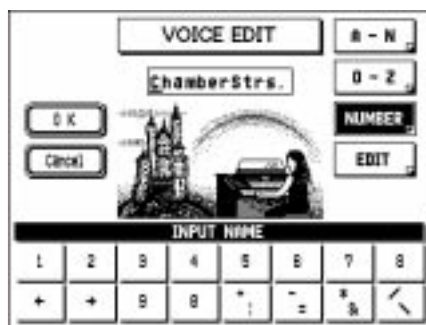 VOICE EDIT
A - N
ChamberStrs.
O - Z
OK
NUMBER
Cancel
EDIT
INPUT NAME
1 2 3 4 5 6 7 8
← → 9 0 + ; - = * & / \